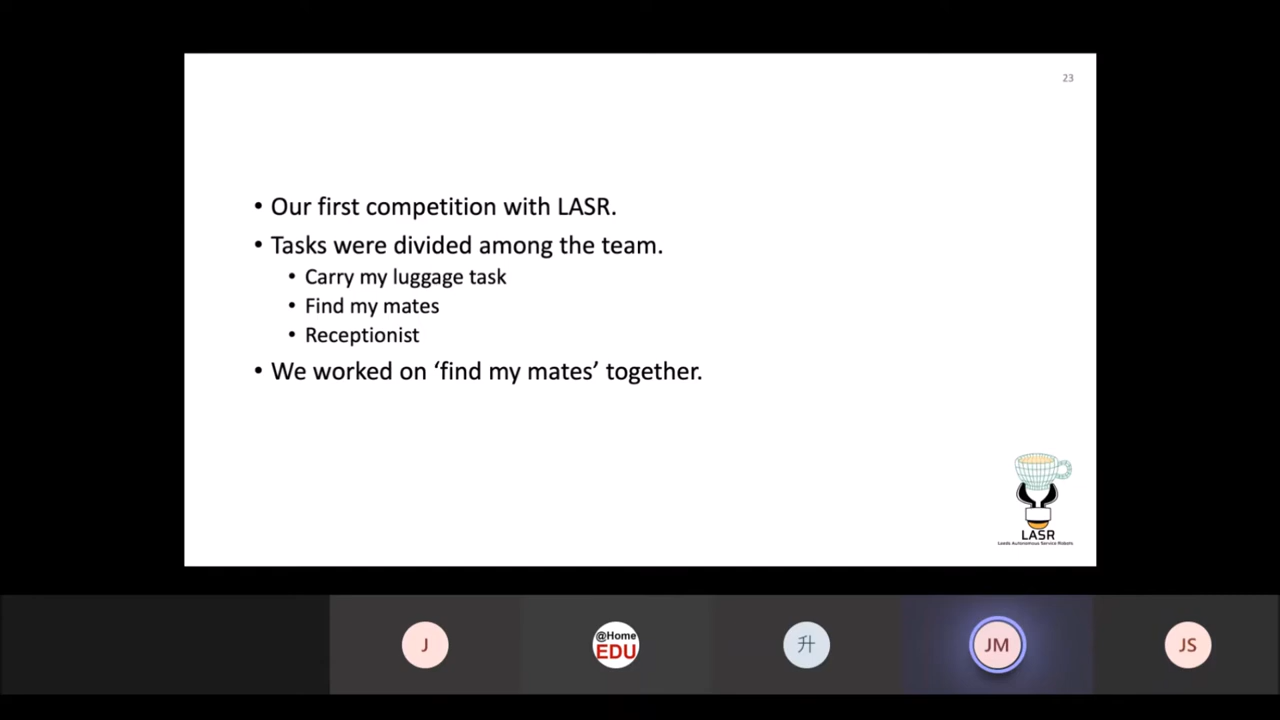 23
• Our first competition with LASR.
• Tasks were divided among the team.
• Carry my luggage task
• Find my mates
• Receptionist
• We worked on ‘find my mates’ together.
LASR
Leeds Autonomous Service Robots
J
@Home
EDU
升
JM
JS